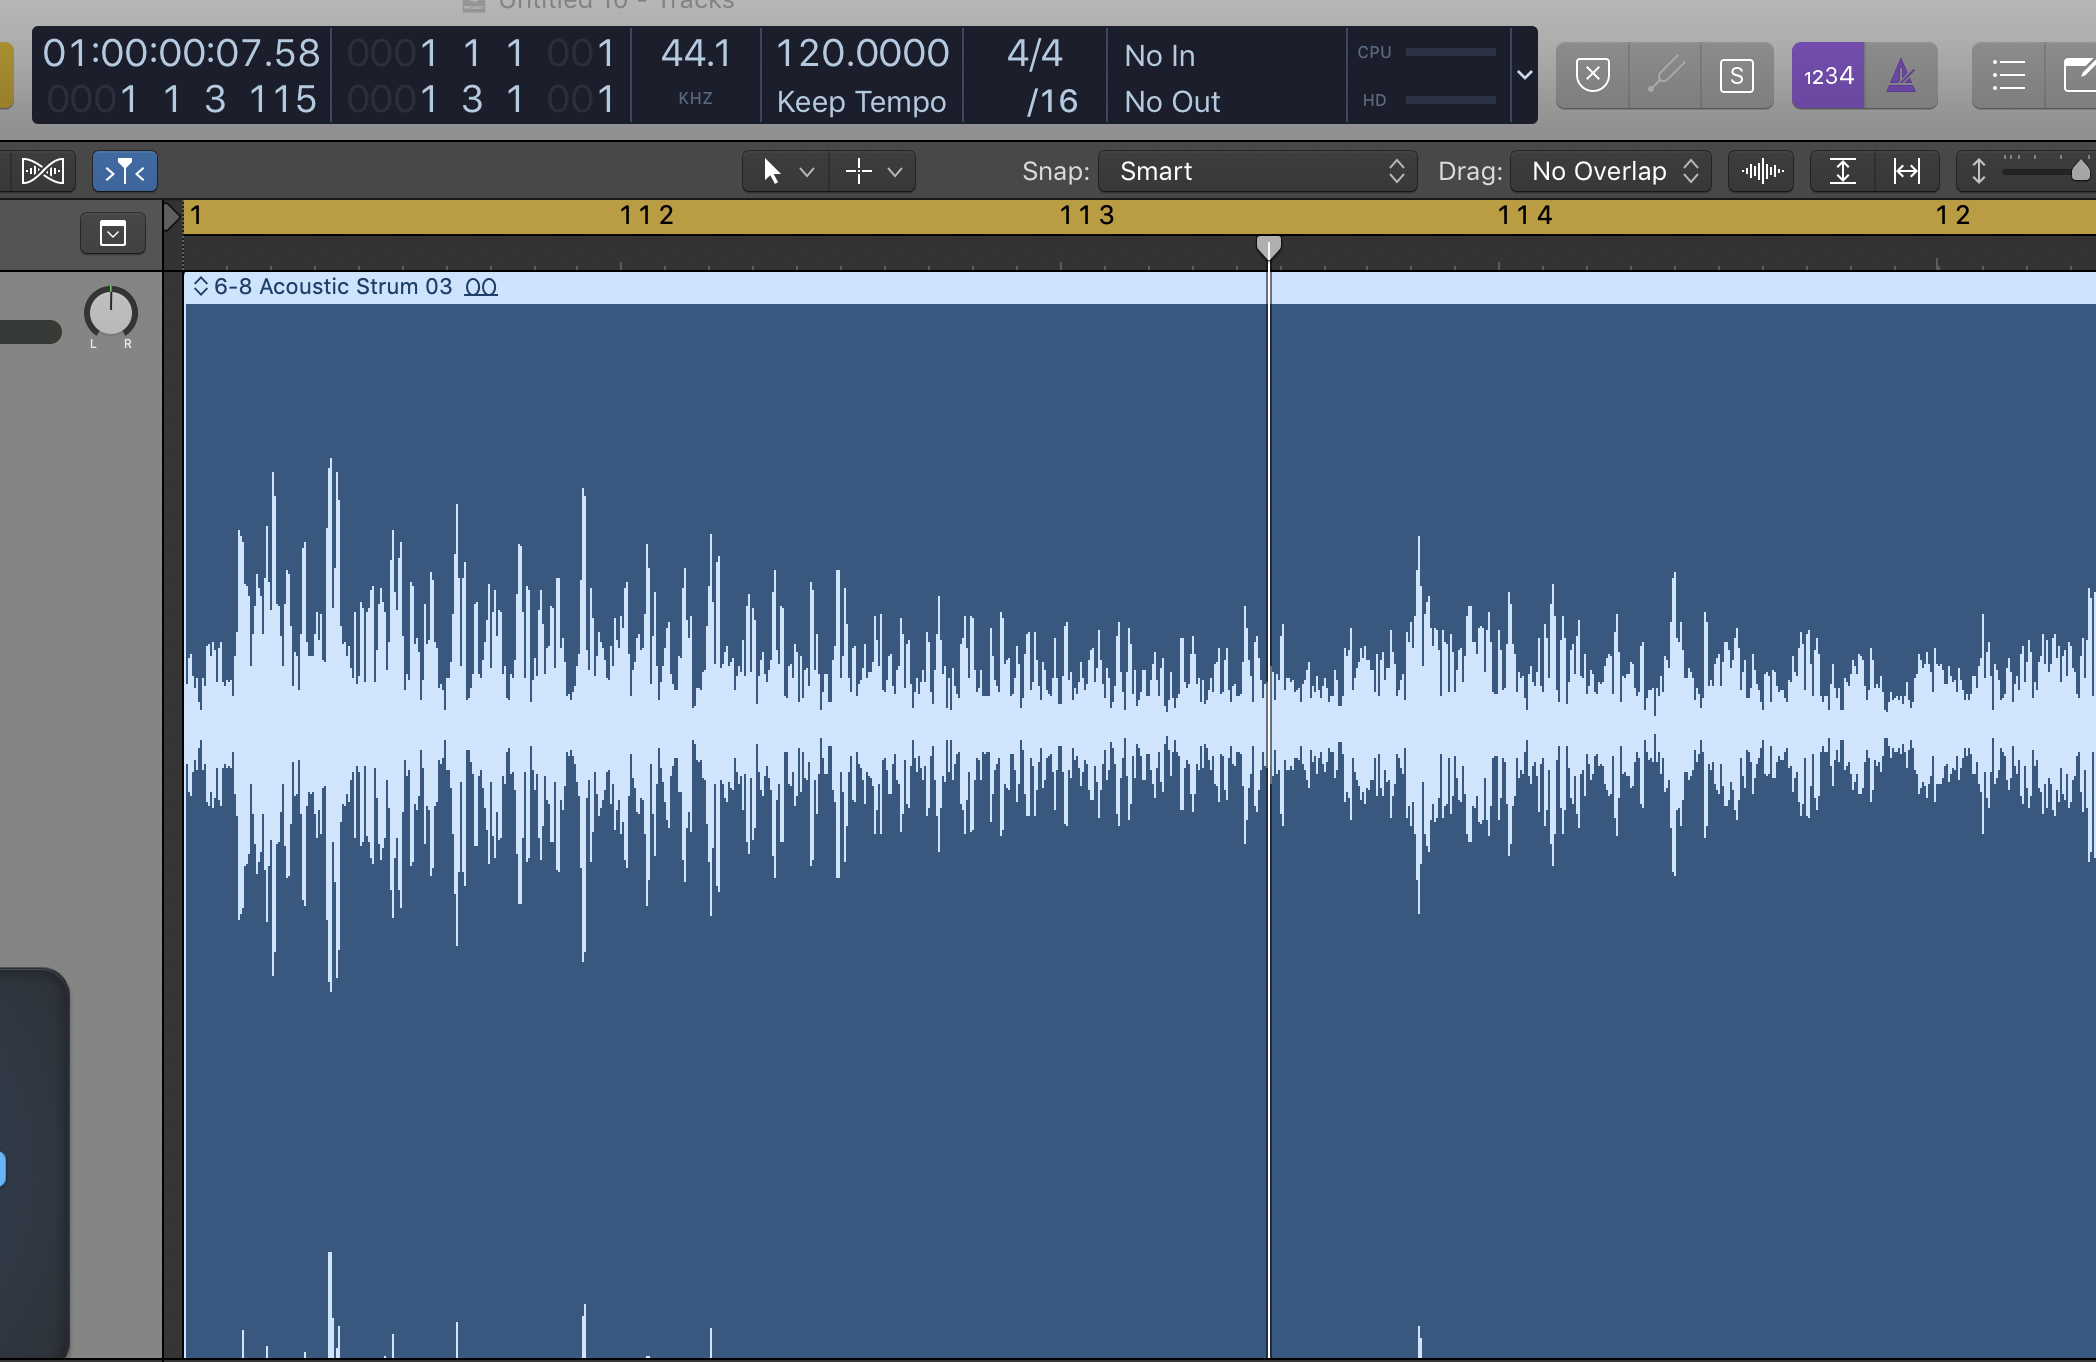 Untitled 10 - Tracks
01:00:00:07.58 0001 1 1 001 44.1 120.0000 4/4 No In CPU
0001 1 3 115 0001 3 1 001 KHZ Keep Tempo /16 No Out HD
S 1234
Snap: Smart Drag: No Overlap
1 1 1 2 1 1 3 1 1 4 1 2
6-8 Acoustic Strum 03
L R